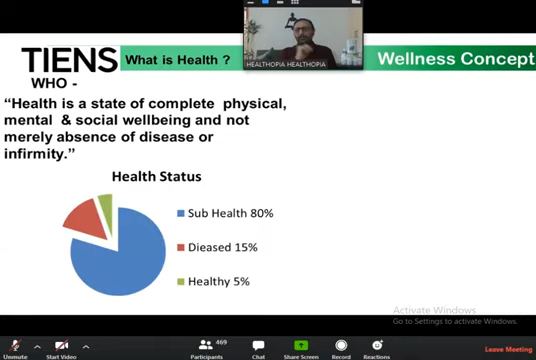 HEALTHOPIA HEALTHOPIA
TIENS
What is Health ?
Wellness Concept
WHO -
“Health is a state of complete physical,
mental & social wellbeing and not
merely absence of disease or
infirmity.”
Health Status
Sub Health 80%
Dieased 15%
Healthy 5%
Activate Windows
Go to Settings to activate Windows.
469
Unmute
Start Video
Participants
Chat
Share Screen
Record
Reactions
Leave Meeting